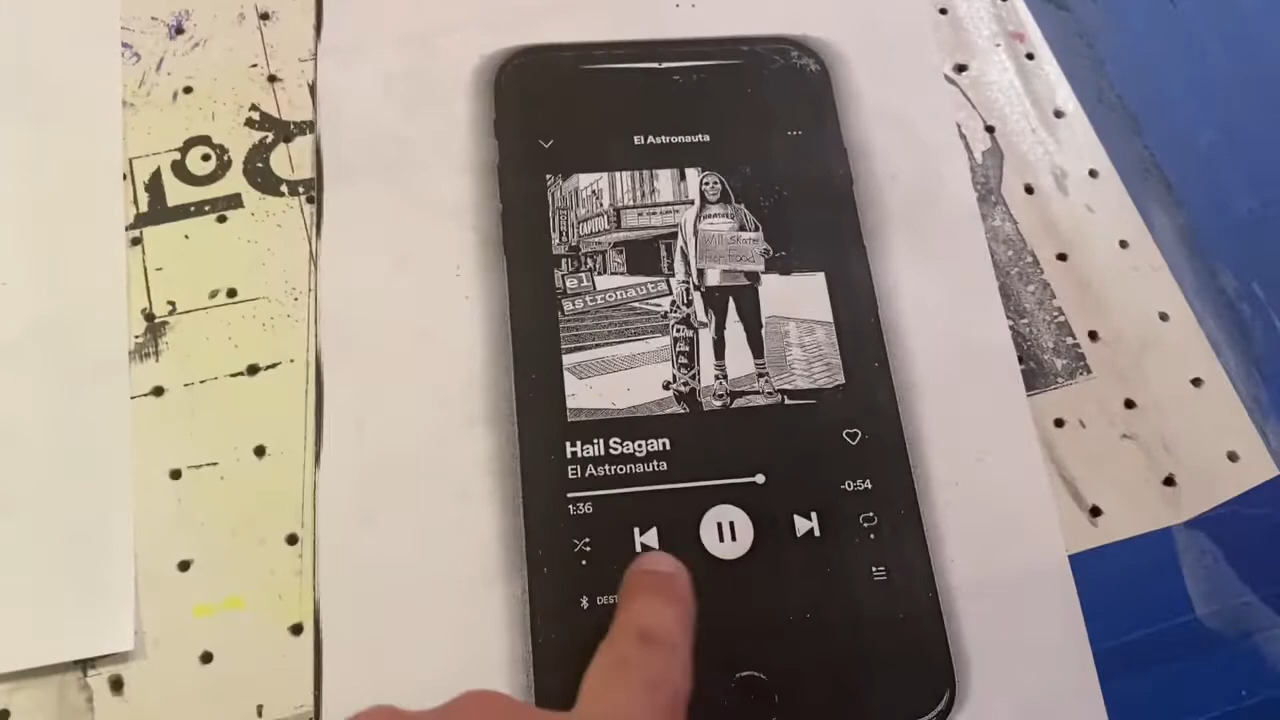 El Astronauta
CAPITOL
THRASHER
Will Skate
For Food
el
astronauta
Hail Sagan
El Astronauta
1:36
-0:54
DEST